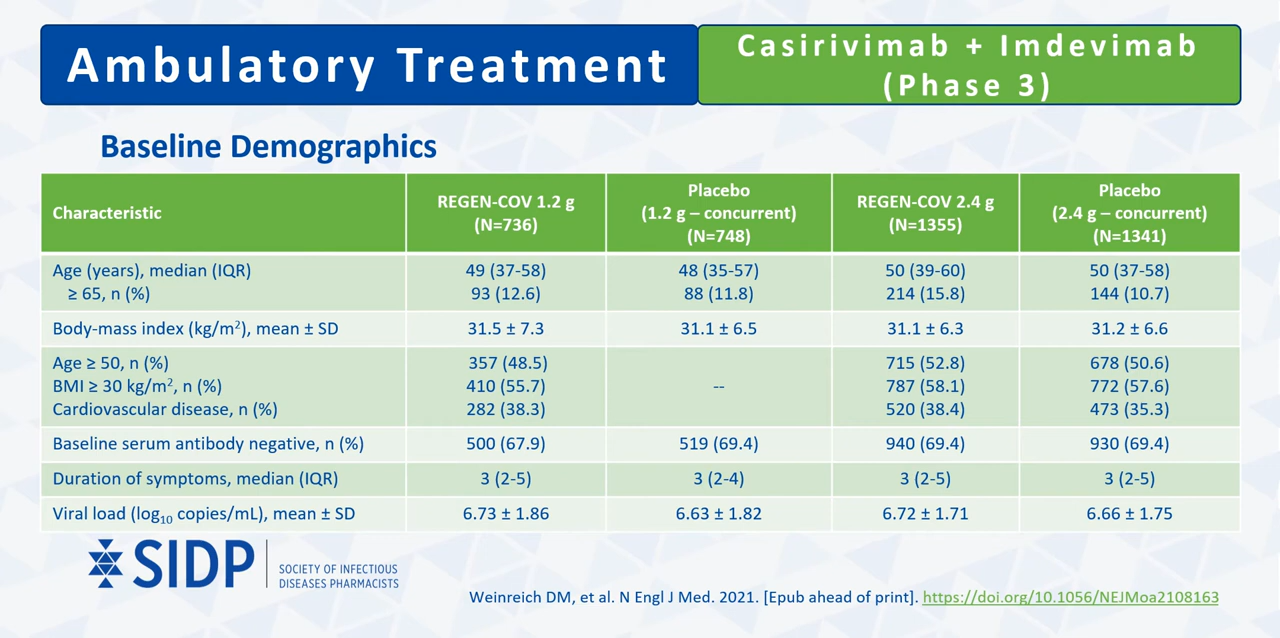 Ambulatory Treatment
Casirivimab + Imdevimab
(Phase 3)
Baseline Demographics
Characteristic
REGEN-COV 1.2 g
(N=736)
Placebo
(1.2 g – concurrent)
(N=748)
REGEN-COV 2.4 g
(N=1355)
Placebo
(2.4 g – concurrent)
(N=1341)
Age (years), median (IQR) 49 (37-58) 48 (35-57) 50 (39-60) 50 (37-58)
≥ 65, n (%) 93 (12.6) 88 (11.8) 214 (15.8) 144 (10.7)
Body-mass index (kg/m²), mean ± SD 31.5 ± 7.3 31.1 ± 6.5 31.1 ± 6.3 31.2 ± 6.6
Age ≥ 50, n (%) 357 (48.5) 715 (52.8) 678 (50.6)
BMI ≥ 30 kg/m², n (%) 410 (55.7) -- 787 (58.1) 772 (57.6)
Cardiovascular disease, n (%) 282 (38.3) 520 (38.4) 473 (35.3)
Baseline serum antibody negative, n (%) 500 (67.9) 519 (69.4) 940 (69.4) 930 (69.4)
Duration of symptoms, median (IQR) 3 (2-5) 3 (2-4) 3 (2-5) 3 (2-5)
Viral load (log₁₀ copies/mL), mean ± SD 6.73 ± 1.86 6.63 ± 1.82 6.72 ± 1.71 6.66 ± 1.75
SIDP
SOCIETY OF INFECTIOUS
DISEASES PHARMACISTS
Weinreich DM, et al. N Engl J Med. 2021. [Epub ahead of print]. https://doi.org/10.1056/NEJMoa2108163